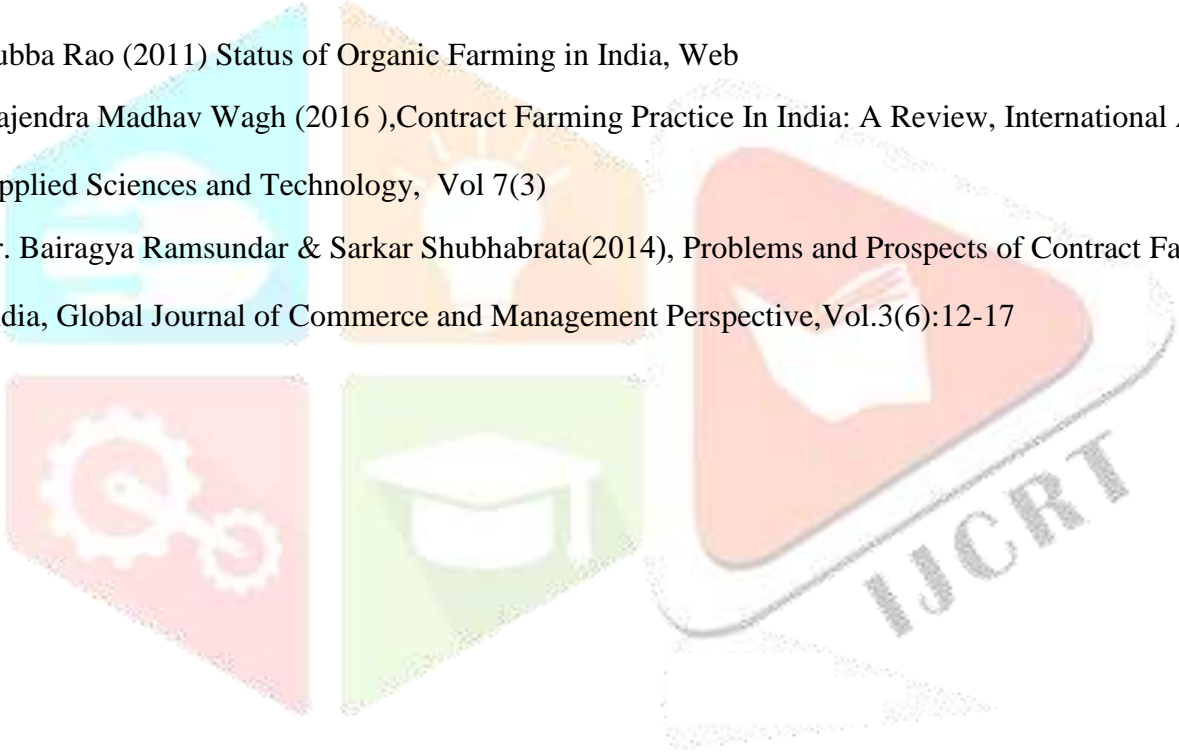 ubba Rao (2011) Status of Organic Farming in India, Web
ajendra Madhav Wagh (2016 ),Contract Farming Practice In India: A Review, International A
pplied Sciences and Technology, Vol 7(3)
r. Bairagya Ramsundar & Sarkar Shubhabrata(2014), Problems and Prospects of Contract Fa
dia, Global Journal of Commerce and Management Perspective,Vol.3(6):12-17
IJCRT